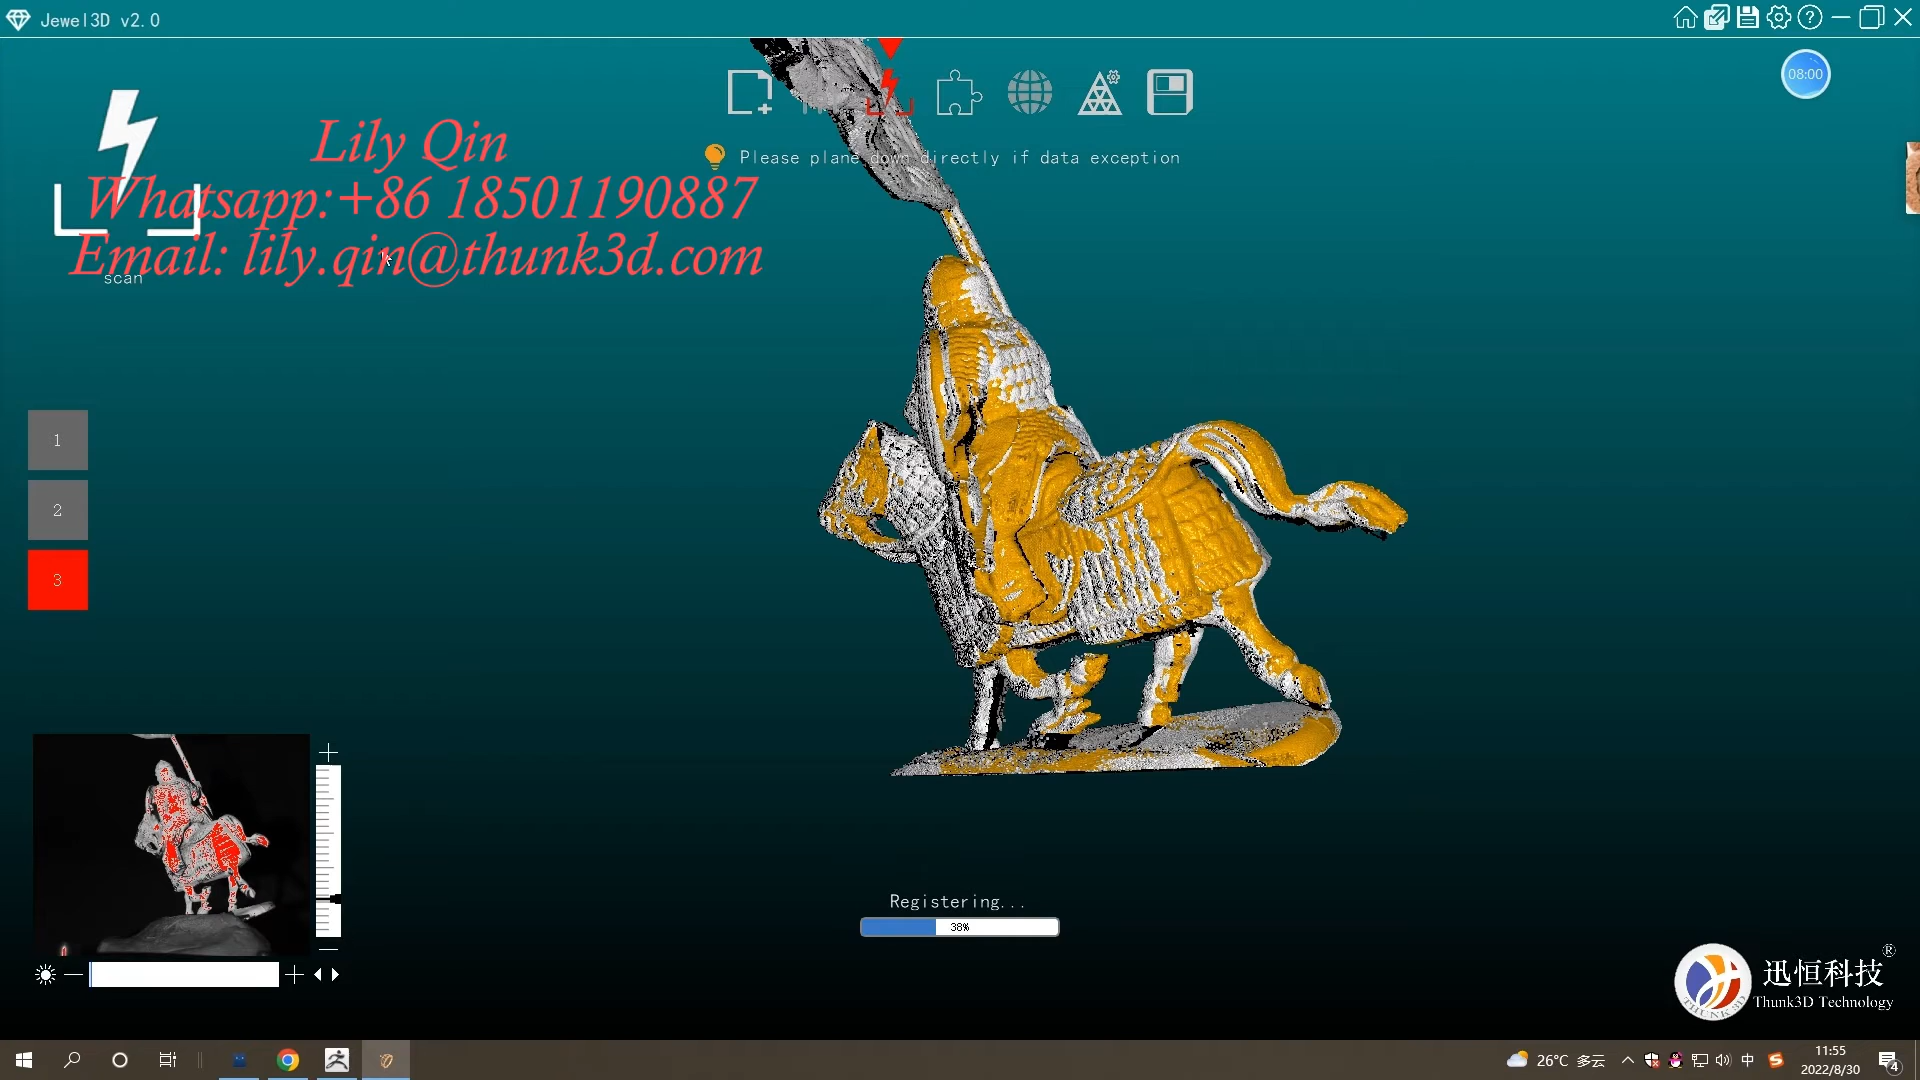 Jewel3D v2.0
08:00
Lily Qin
Whatsapp:+86 18501190887
Email: lily.qin@thunk3d.com
scan
Please plane down directly if data exception
1
2
3
Registering...
38%
迅恒科技®
Thunk3D Technology
THUNK3D
26°C 多云
中
11:55
2022/8/30
4